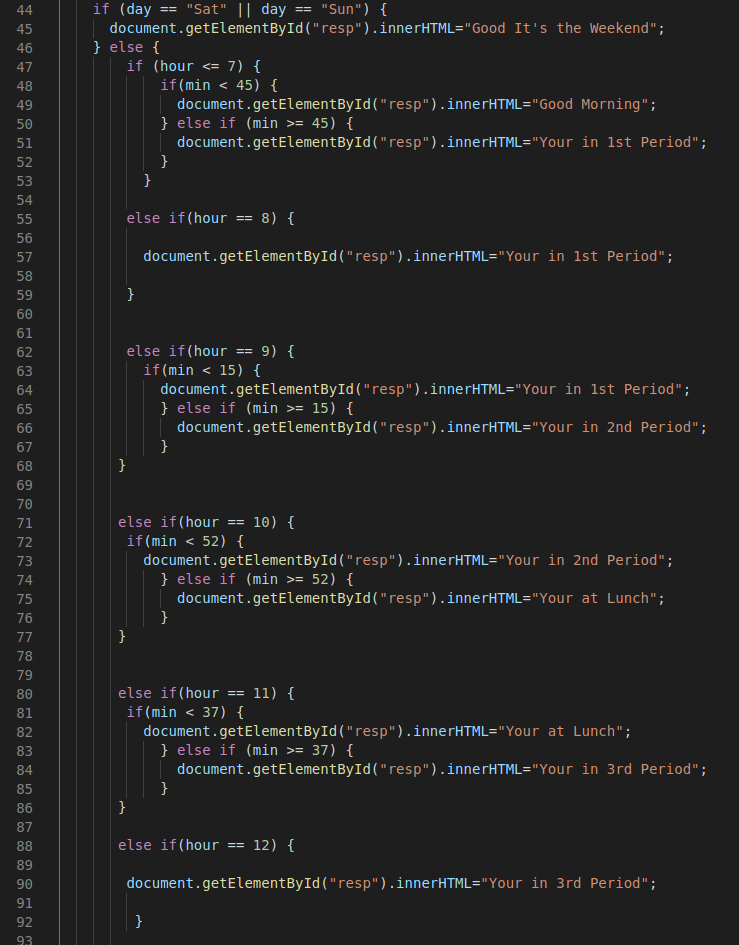 44 if (day == "Sat" || day == "Sun") {
45 document.getElementById("resp").innerHTML="Good It's the Weekend";
46 } else {
47 if (hour <= 7) {
48 if(min < 45) {
49 document.getElementById("resp").innerHTML="Good Morning";
50 } else if (min >= 45) {
51 document.getElementById("resp").innerHTML="Your in 1st Period";
52 }
53 }
54
55 else if(hour == 8) {
56
57 document.getElementById("resp").innerHTML="Your in 1st Period";
58
59 }
60
61
62 else if(hour == 9) {
63 if(min < 15) {
64 document.getElementById("resp").innerHTML="Your in 1st Period";
65 } else if (min >= 15) {
66 document.getElementById("resp").innerHTML="Your in 2nd Period";
67 }
68 }
69
70
71 else if(hour == 10) {
72 if(min < 52) {
73 document.getElementById("resp").innerHTML="Your in 2nd Period";
74 } else if (min >= 52) {
75 document.getElementById("resp").innerHTML="Your at Lunch";
76 }
77 }
78
79
80 else if(hour == 11) {
81 if(min < 37) {
82 document.getElementById("resp").innerHTML="Your at Lunch";
83 } else if (min >= 37) {
84 document.getElementById("resp").innerHTML="Your in 3rd Period";
85 }
86 }
87
88 else if(hour == 12) {
89
90 document.getElementById("resp").innerHTML="Your in 3rd Period";
91
92 }
93